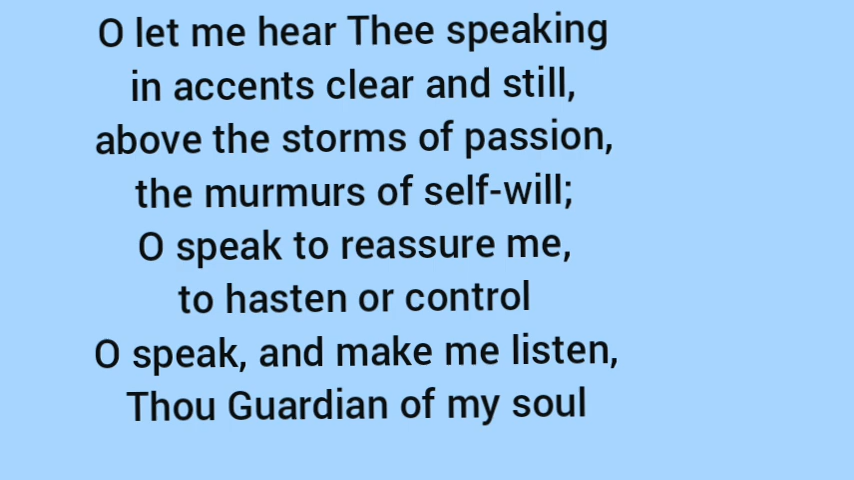 O let me hear Thee speaking
in accents clear and still,
above the storms of passion,
the murmurs of self-will;
O speak to reassure me,
to hasten or control
O speak, and make me listen,
Thou Guardian of my soul